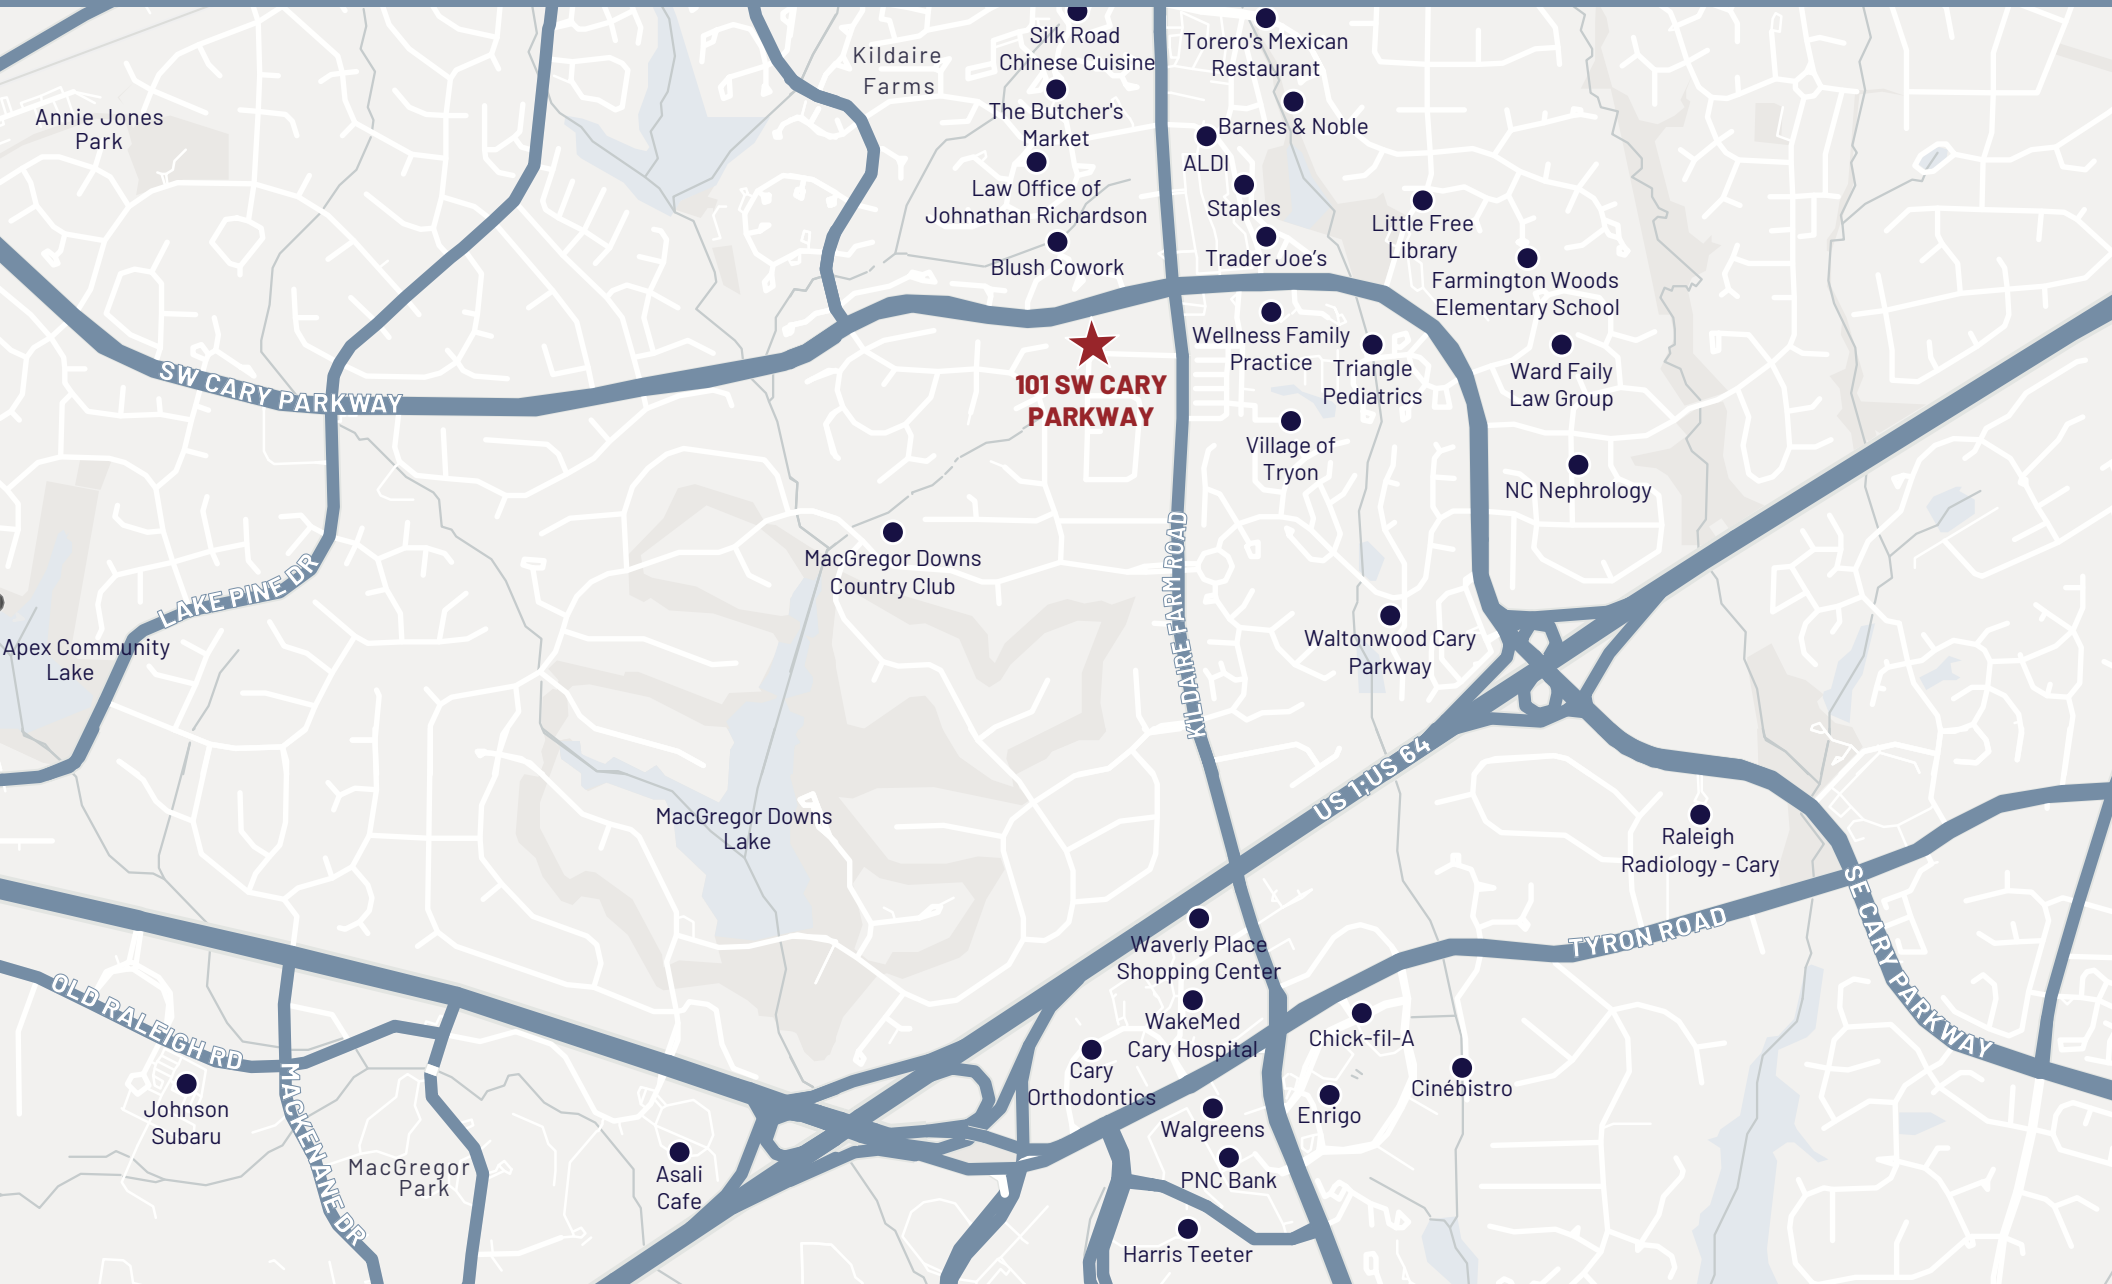 Silk Road
Chinese Cuisine
Torero's Mexican
Restaurant
Kildaire
Farms
The Butcher's
Market
Barnes & Noble
Annie Jones
Park
ALDI
Law Office of
Johnathan Richardson
Staples
Little Free
Library
Blush Cowork
Trader Joe’s
Farmington Woods
Elementary School
Wellness Family
Practice
Triangle
Pediatrics
Ward Faily
Law Group
SW CARY PARKWAY
101 SW CARY
PARKWAY
Village of
Tryon
NC Nephrology
MacGregor Downs
Country Club
KILDAIRE FARM ROAD
LAKE PINE DR
Apex Community
Lake
Waltonwood Cary
Parkway
US 1;US 64
MacGregor Downs
Lake
Raleigh
Radiology - Cary
SE CARY PARKWAY
TYRON ROAD
Waverly Place
Shopping Center
OLD RALEIGH RD
WakeMed
Cary Hospital
Chick-fil-A
Cary
Orthodontics
Cinébistro
Johnson
Subaru
MACKENANE DR
Enrigo
Walgreens
MacGregor
Park
Asali
Cafe
PNC Bank
Harris Teeter